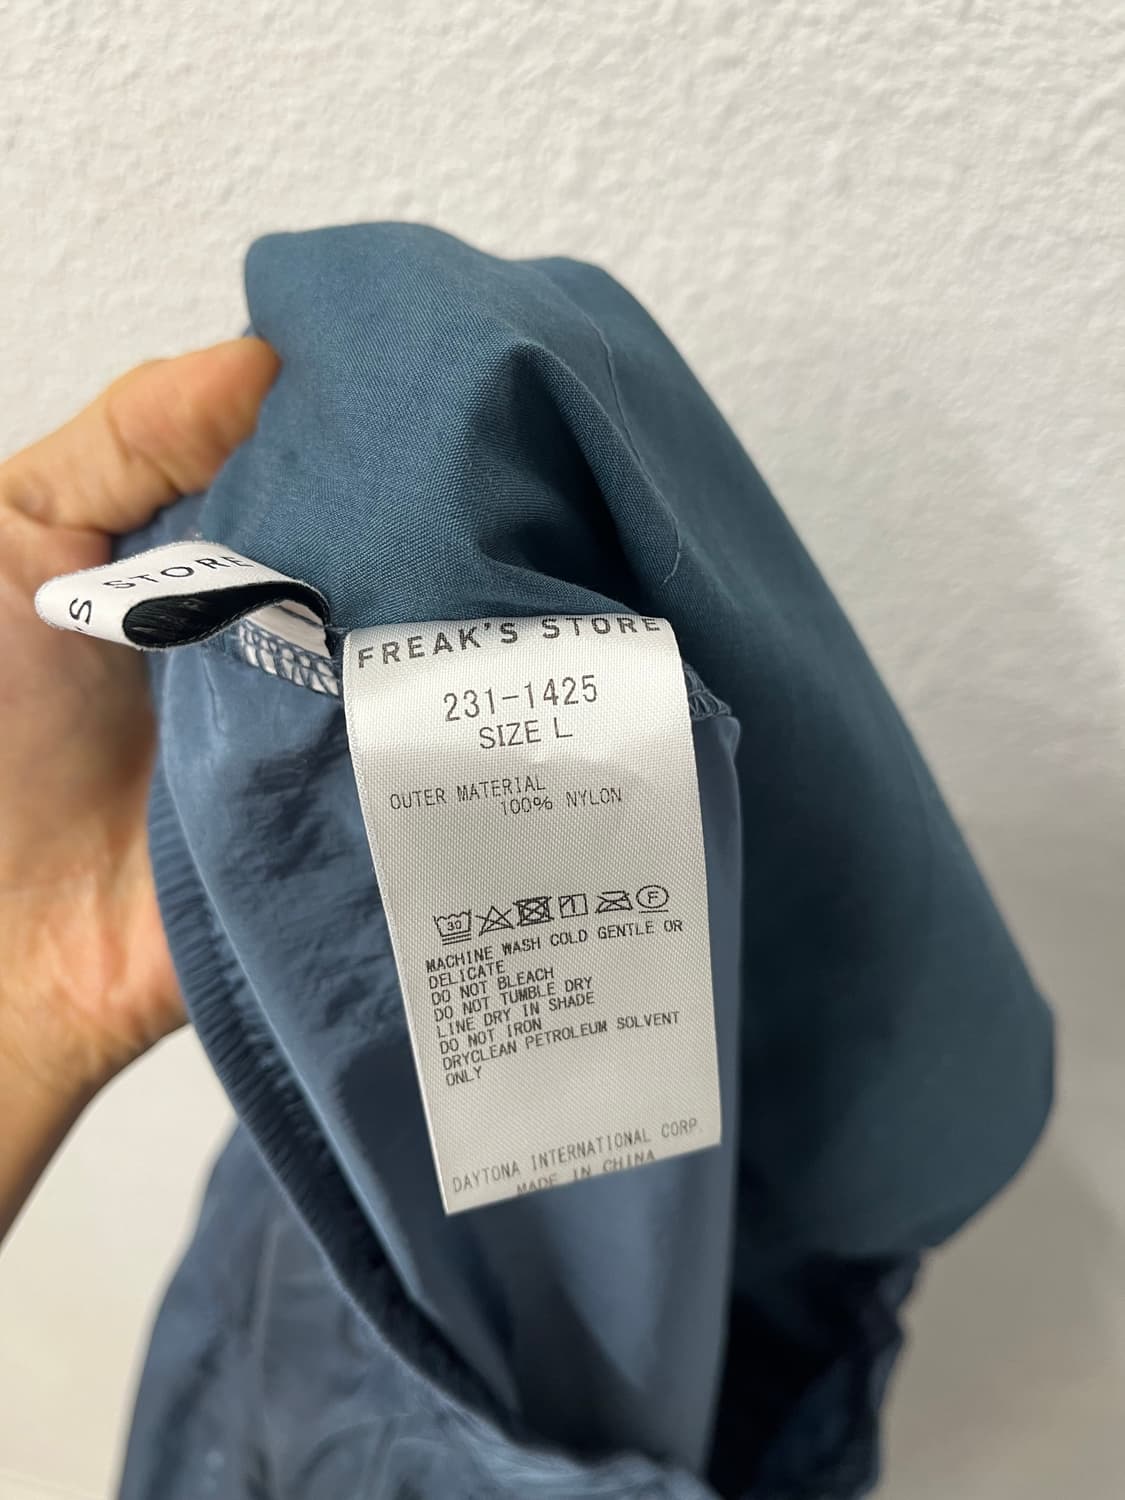 S STORE
FREAK'S STORE
231-1425
SIZE L
OUTER MATERIAL
100% NYLON
30 F
MACHINE WASH COLD GENTLE OR
DELICATE
DO NOT BLEACH
DO NOT TUMBLE DRY
LINE DRY IN SHADE
DO NOT IRON
DRYCLEAN PETROLEUM SOLVENT
ONLY
DAYTONA INTERNATIONAL CORP.
MADE IN CHINA